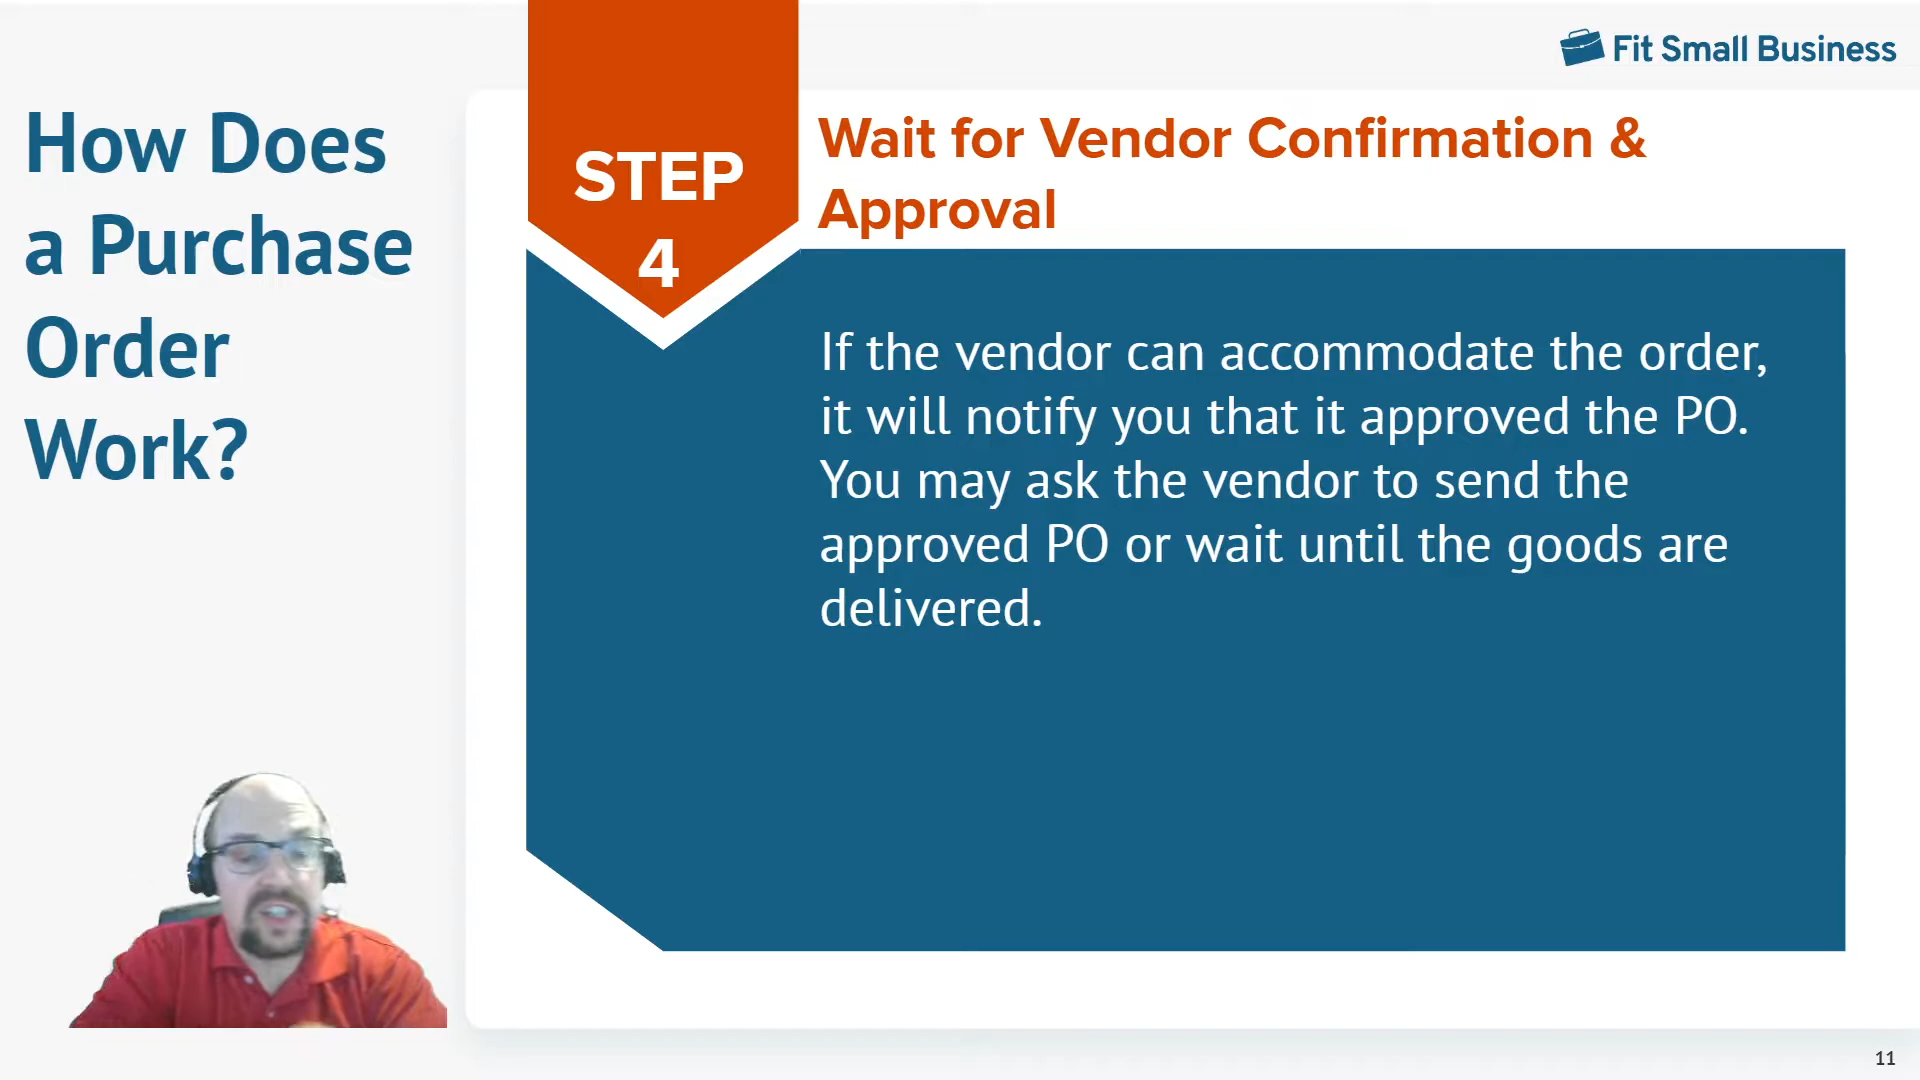 Fit Small Business
How Does
a Purchase
Order
Work?
STEP
4
Wait for Vendor Confirmation &
Approval
If the vendor can accommodate the order,
it will notify you that it approved the PO.
You may ask the vendor to send the
approved PO or wait until the goods are
delivered.
11